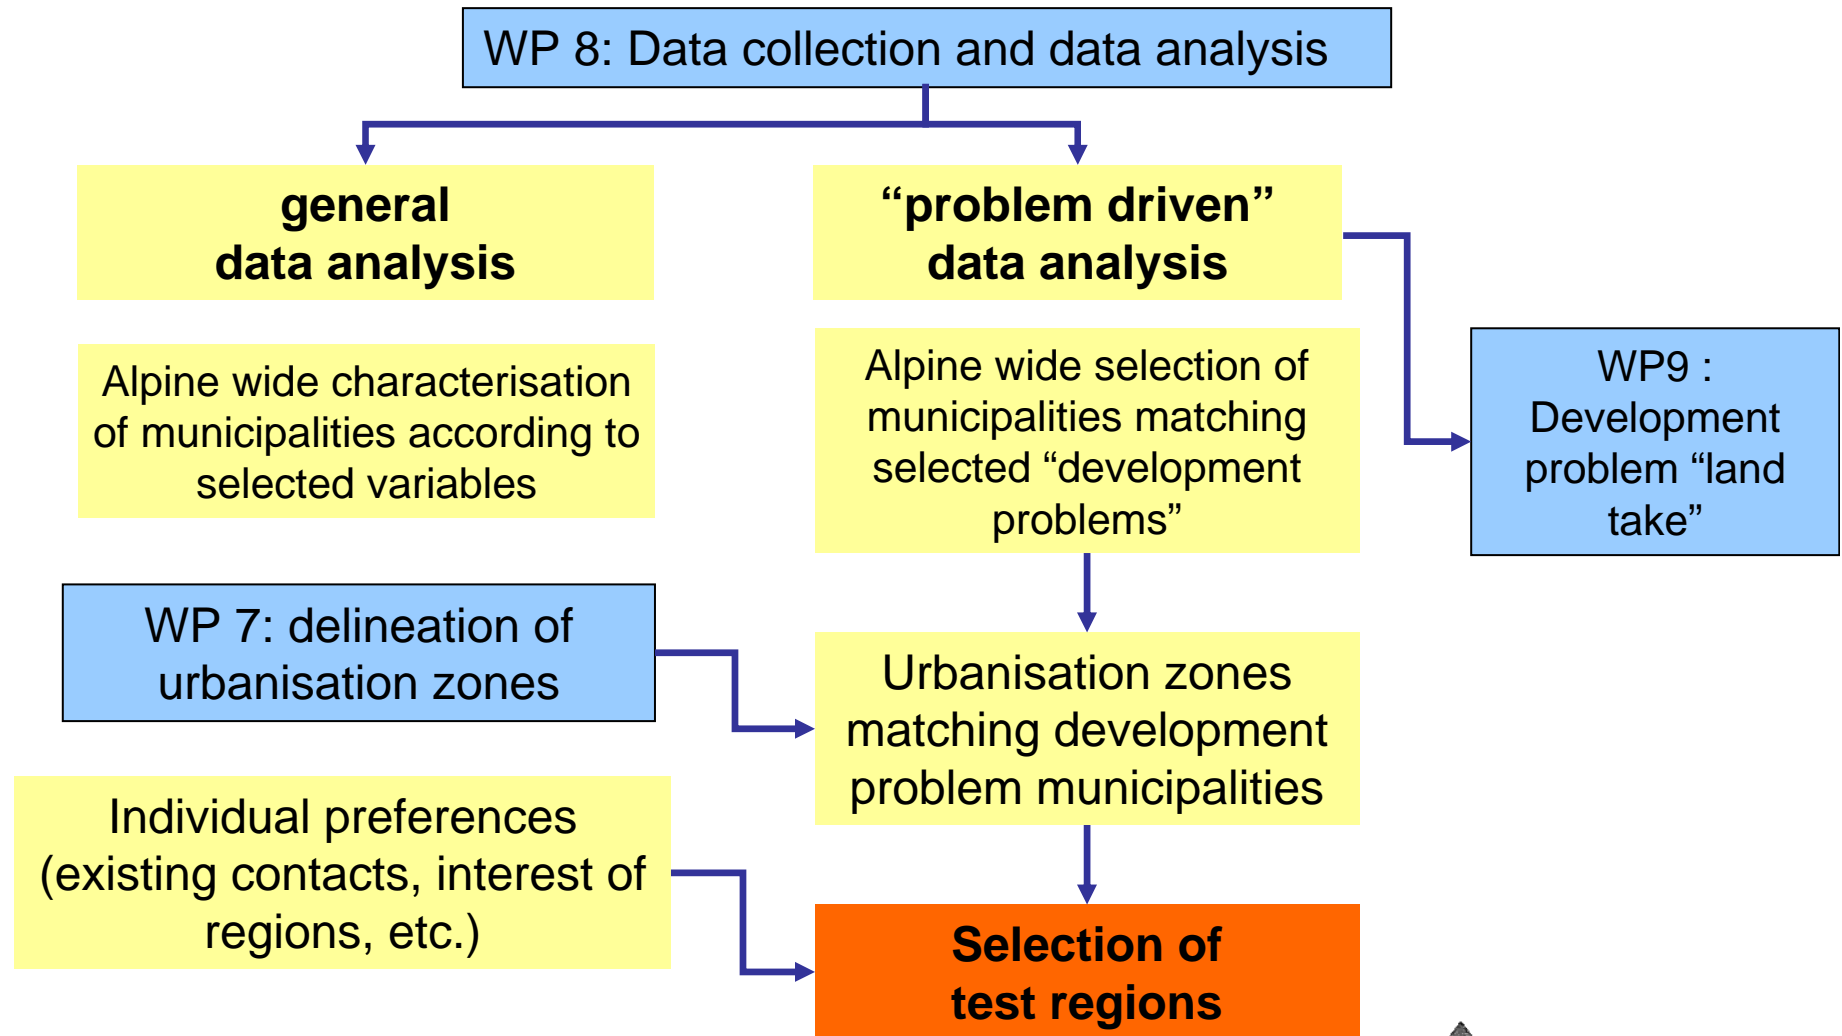 WP 8: Data collection and data analysis
general
data analysis
“problem driven”
data analysis
Alpine wide characterisation
of municipalities according to
selected variables
Alpine wide selection of
municipalities matching
selected “development
problems”
WP9 :
Development
problem “land
take”
WP 7: delineation of
urbanisation zones
Urbanisation zones
matching development
problem municipalities
Individual preferences
(existing contacts, interest of
regions, etc.)
Selection of
test regions